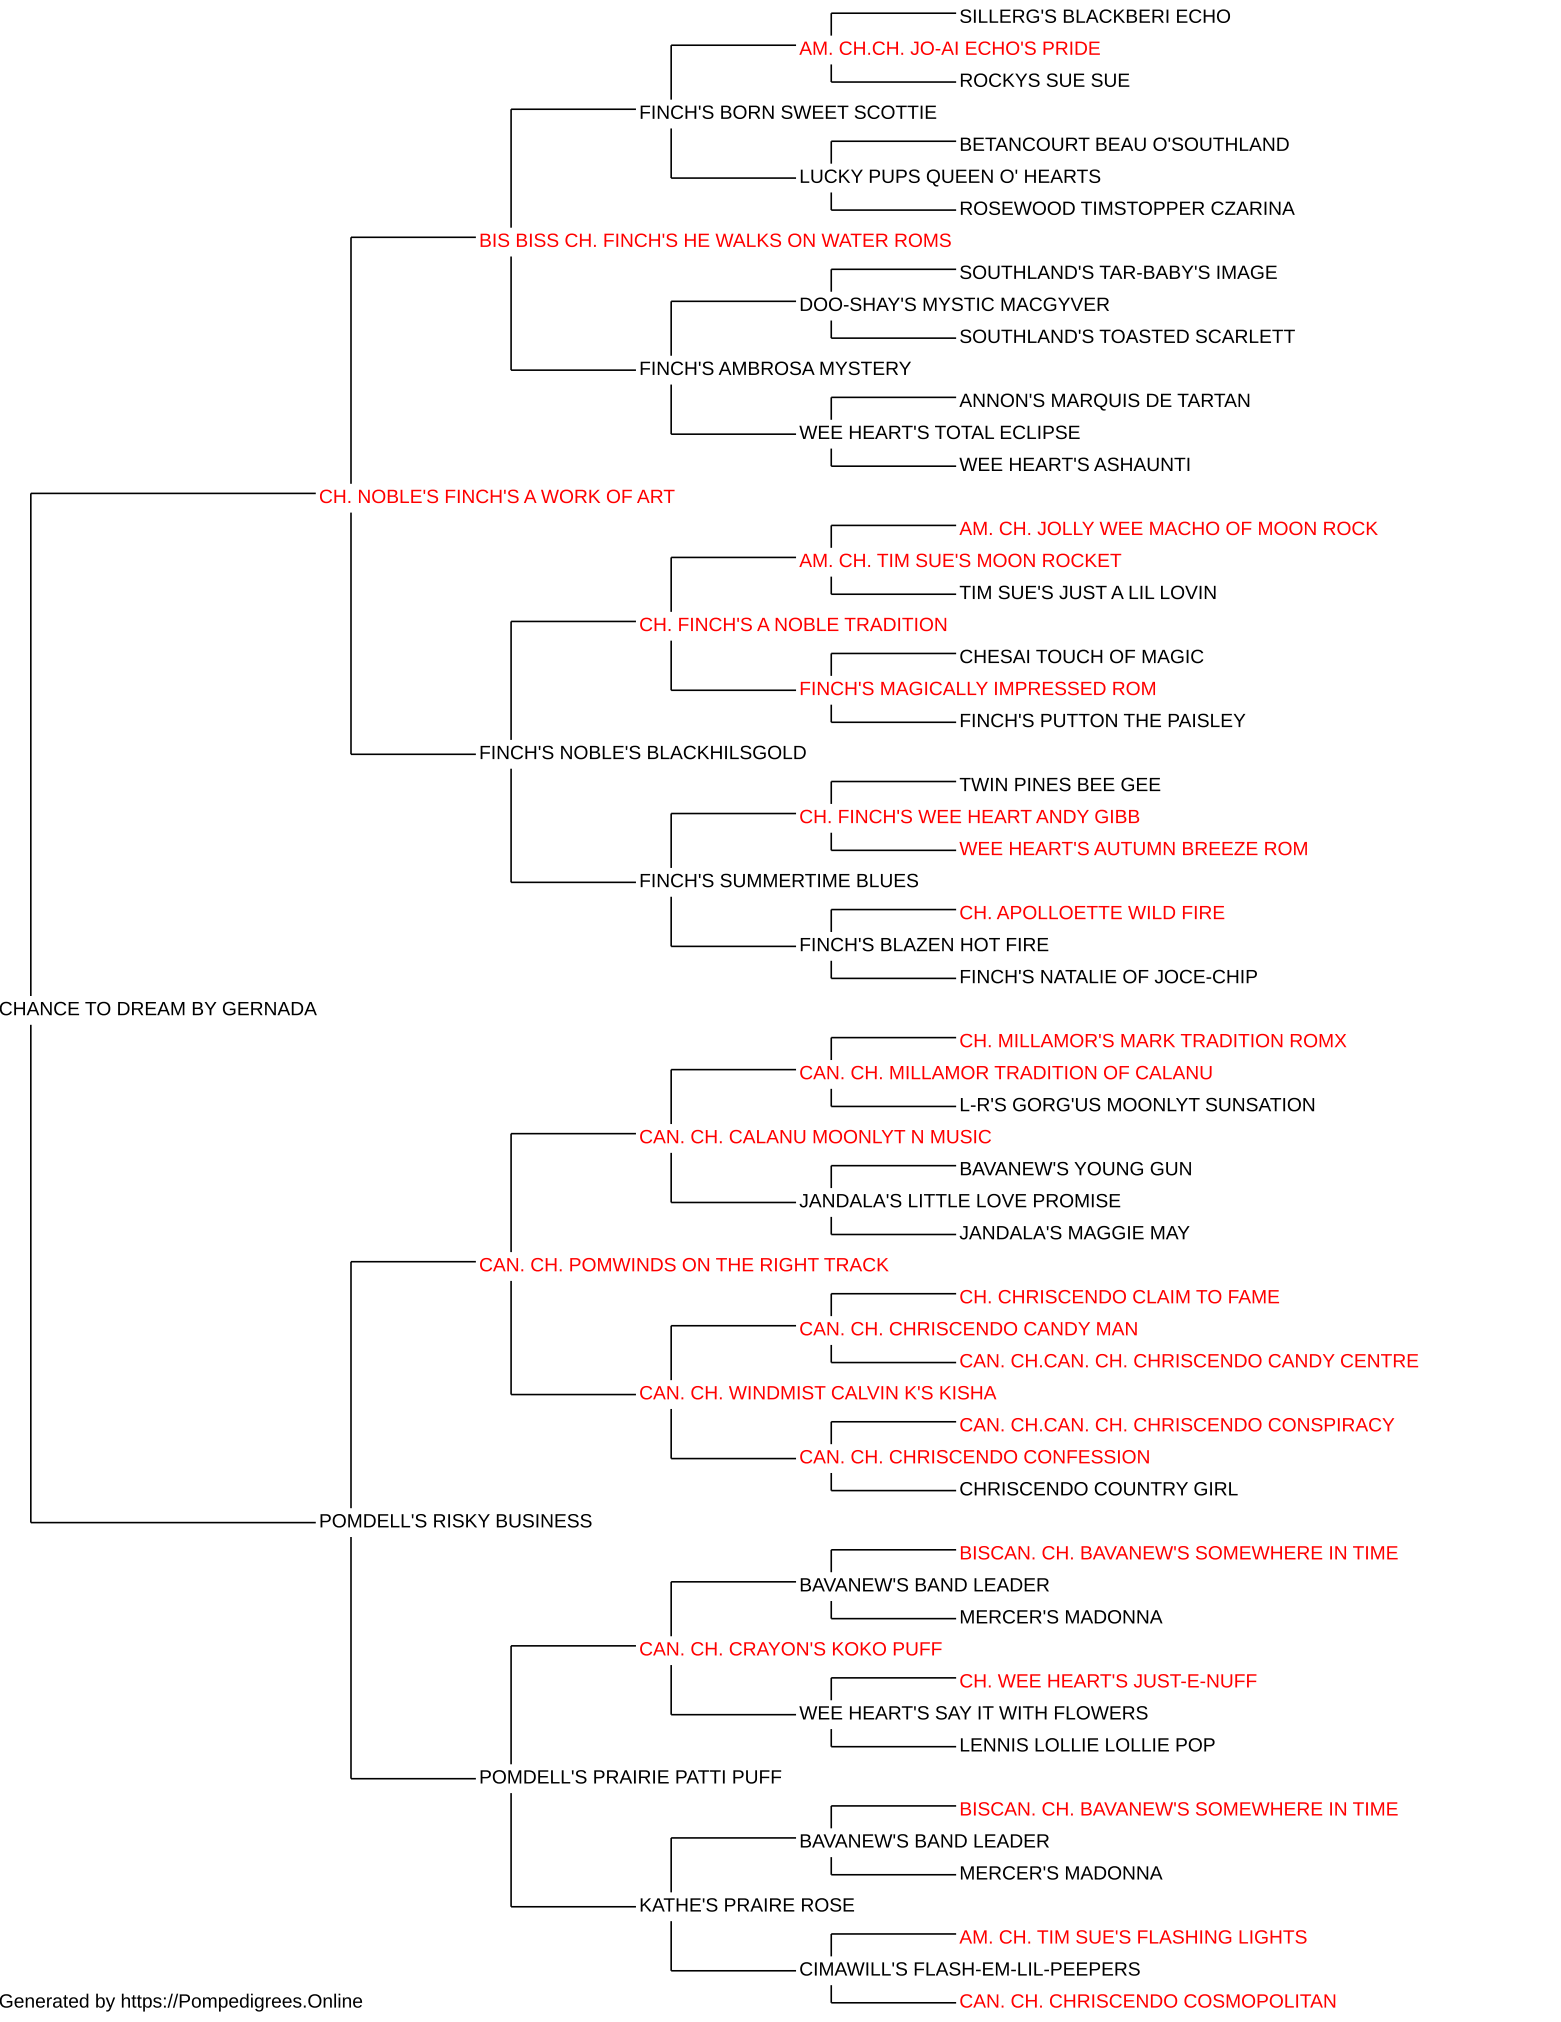 SILLERG'S BLACKBERI ECHO
AM. CH.CH. JO-AI ECHO'S PRIDE
ROCKYS SUE SUE
FINCH'S BORN SWEET SCOTTIE
BETANCOURT BEAU O'SOUTHLAND
LUCKY PUPS QUEEN O' HEARTS
ROSEWOOD TIMSTOPPER CZARINA
BIS BISS CH. FINCH'S HE WALKS ON WATER ROMS
SOUTHLAND'S TAR-BABY'S IMAGE
DOO-SHAY'S MYSTIC MACGYVER
SOUTHLAND'S TOASTED SCARLETT
FINCH'S AMBROSA MYSTERY
ANNON'S MARQUIS DE TARTAN
WEE HEART'S TOTAL ECLIPSE
WEE HEART'S ASHAUNTI
CH. NOBLE'S FINCH'S A WORK OF ART
AM. CH. JOLLY WEE MACHO OF MOON ROCK
AM. CH. TIM SUE'S MOON ROCKET
TIM SUE'S JUST A LIL LOVIN
CH. FINCH'S A NOBLE TRADITION
CHESAI TOUCH OF MAGIC
FINCH'S MAGICALLY IMPRESSED ROM
FINCH'S PUTTON THE PAISLEY
FINCH'S NOBLE'S BLACKHILSGOLD
TWIN PINES BEE GEE
CH. FINCH'S WEE HEART ANDY GIBB
WEE HEART'S AUTUMN BREEZE ROM
FINCH'S SUMMERTIME BLUES
CH. APOLLOETTE WILD FIRE
FINCH'S BLAZEN HOT FIRE
FINCH'S NATALIE OF JOCE-CHIP
CHANCE TO DREAM BY GERNADA
CH. MILLAMOR'S MARK TRADITION ROMX
CAN. CH. MILLAMOR TRADITION OF CALANU
L-R'S GORG'US MOONLYT SUNSATION
CAN. CH. CALANU MOONLYT N MUSIC
BAVANEW'S YOUNG GUN
JANDALA'S LITTLE LOVE PROMISE
JANDALA'S MAGGIE MAY
CAN. CH. POMWINDS ON THE RIGHT TRACK
CH. CHRISCENDO CLAIM TO FAME
CAN. CH. CHRISCENDO CANDY MAN
CAN. CH.CAN. CH. CHRISCENDO CANDY CENTRE
CAN. CH. WINDMIST CALVIN K'S KISHA
CAN. CH.CAN. CH. CHRISCENDO CONSPIRACY
CAN. CH. CHRISCENDO CONFESSION
CHRISCENDO COUNTRY GIRL
POMDELL'S RISKY BUSINESS
BISCAN. CH. BAVANEW'S SOMEWHERE IN TIME
BAVANEW'S BAND LEADER
MERCER'S MADONNA
CAN. CH. CRAYON'S KOKO PUFF
CH. WEE HEART'S JUST-E-NUFF
WEE HEART'S SAY IT WITH FLOWERS
LENNIS LOLLIE LOLLIE POP
POMDELL'S PRAIRIE PATTI PUFF
BISCAN. CH. BAVANEW'S SOMEWHERE IN TIME
BAVANEW'S BAND LEADER
MERCER'S MADONNA
KATHE'S PRAIRE ROSE
AM. CH. TIM SUE'S FLASHING LIGHTS
CIMAWILL'S FLASH-EM-LIL-PEEPERS
CAN. CH. CHRISCENDO COSMOPOLITAN
Generated by https://Pompedigrees.Online